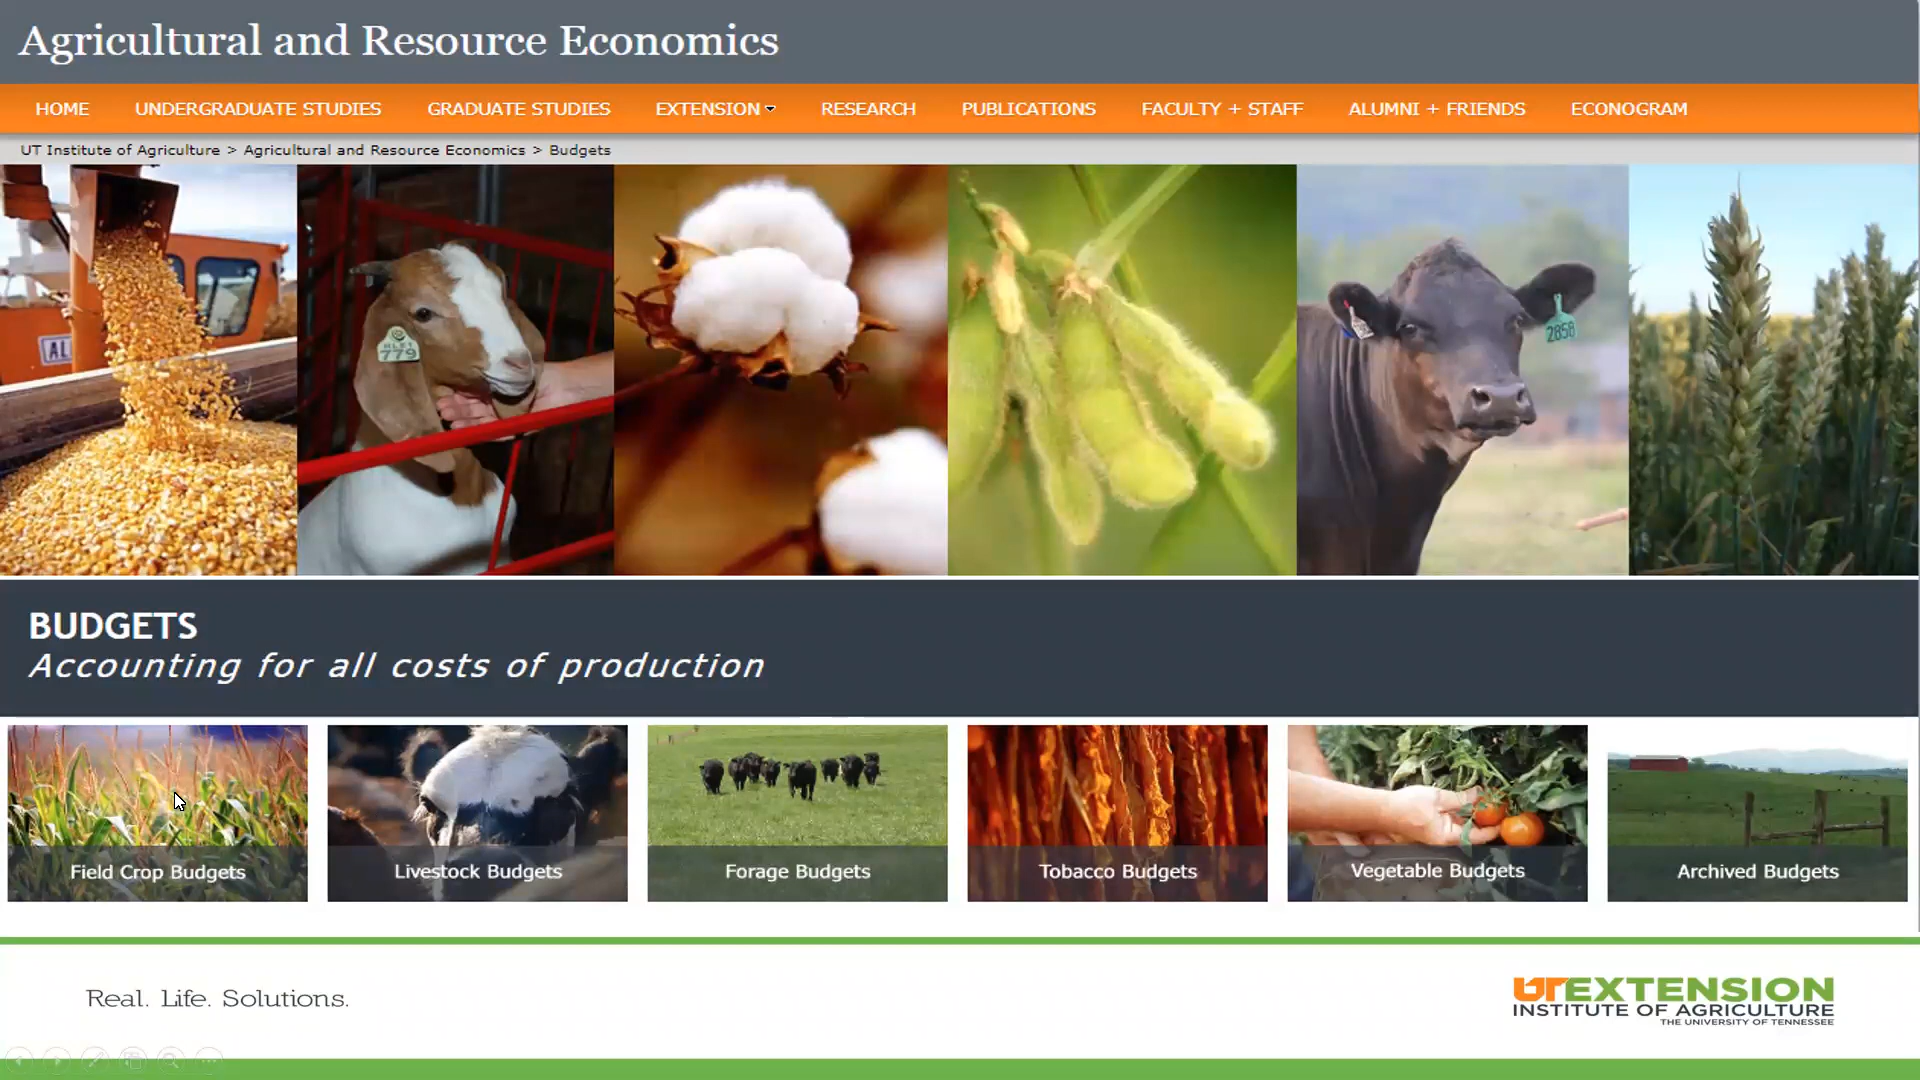 Agricultural and Resource Economics
HOME UNDERGRADUATE STUDIES GRADUATE STUDIES EXTENSION RESEARCH PUBLICATIONS FACULTY + STAFF ALUMNI + FRIENDS ECONOGRAM
UT Institute of Agriculture > Agricultural and Resource Economics > Budgets
AL
779
2858
BUDGETS
Accounting for all costs of production
Field Crop Budgets
Livestock Budgets
Forage Budgets
Tobacco Budgets
Vegetable Budgets
Archived Budgets
Real. Life. Solutions.
UTEXTENSION
INSTITUTE OF AGRICULTURE
THE UNIVERSITY OF TENNESSEE